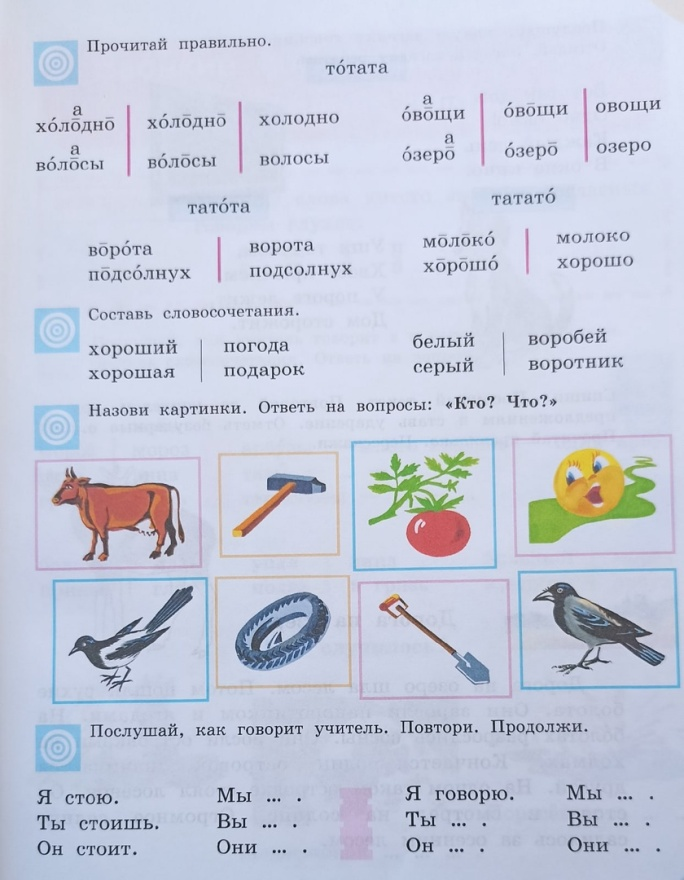 Прочитай правильно.
то́тата
а
хо́ло̄дно̄ хо́ло̄дно̄ холодно
а
во́ло̄сы во́ло̄сы волосы
а
о́во̄щи о́во̄щи овощи
а
о́зеро̄ о́зеро̄ озеро
тато́та
во̄ро́та ворота
по̄дсо́лнух подсолнух
татато́
мо̄ло̄ко́ молоко
хо̄ро̄шо́ хорошо
Составь словосочетания.
хороший погода
хорошая подарок
белый воробей
серый воротник
Назови картинки. Ответь на вопросы: «Кто? Что?»
Послушай, как говорит учитель. Повтори. Продолжи.
Я стою. Мы ... .
Ты стоишь. Вы ... .
Он стоит. Они ... .
Я говорю. Мы ... .
Ты ... . Вы ... .
Он ... . Они ... .